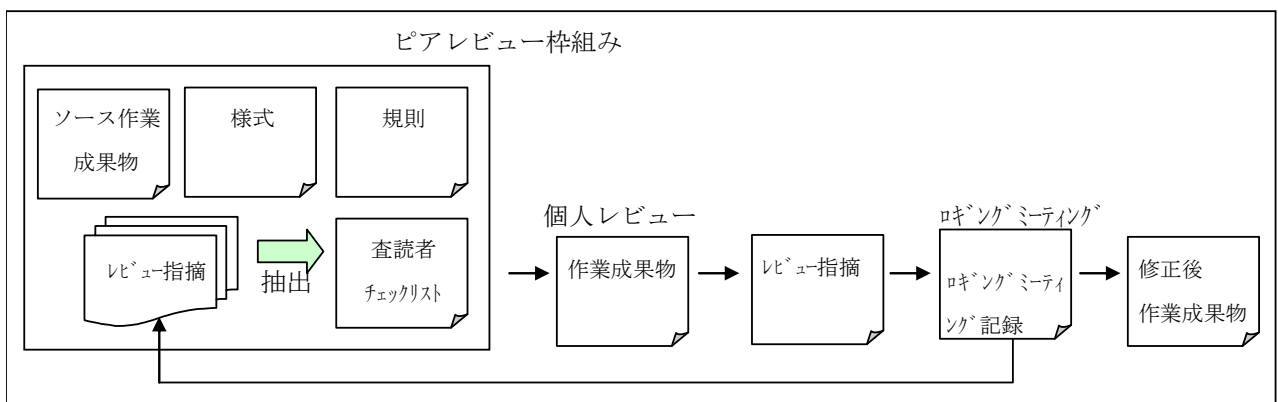 ピアレビュー枠組み
ソース作業
成果物
様式
規則
ﾚﾋﾞｭｰ指摘
抽出
査読者
ﾁｪｯｸﾘｽﾄ
個人レビュー
作業成果物
ﾚﾋﾞｭｰ指摘
ﾛｷﾞﾝｸﾞﾐｰﾃｨﾝｸﾞ
ﾛｷﾞﾝｸﾞﾐｰﾃｨ
ﾝｸﾞ記録
修正後
作業成果物